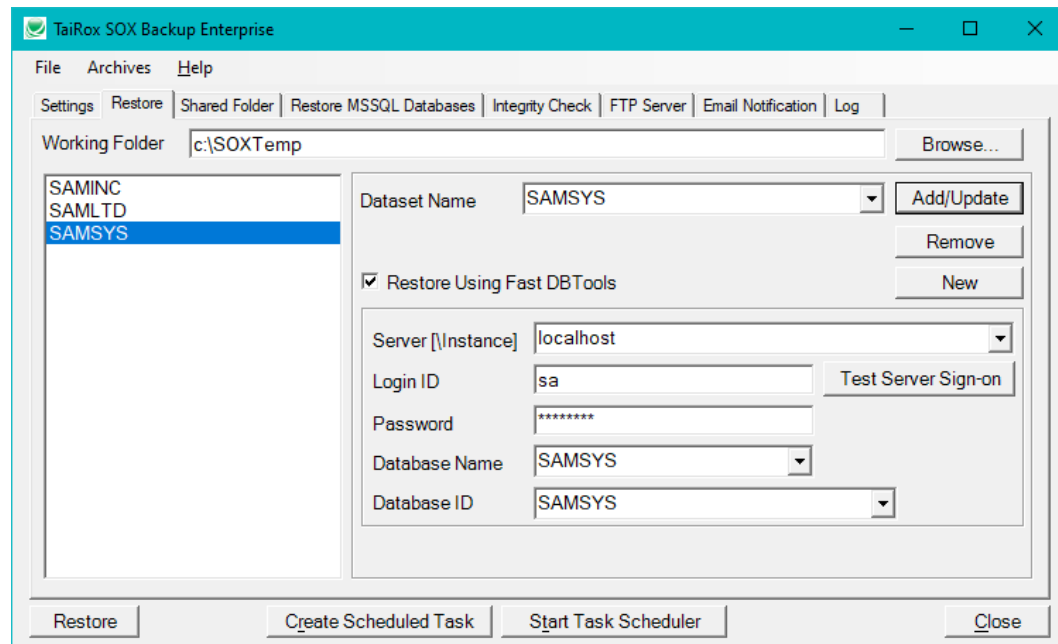 TaiRox SOX Backup Enterprise
File Archives Help
Settings Restore Shared Folder Restore MSSQL Databases Integrity Check FTP Server Email Notification Log
Working Folder c:\SOXTemp Browse...
SAMINC
SAMLTD
SAMSYS
Dataset Name SAMSYS Add/Update
Remove
Restore Using Fast DBTools New
Server [\Instance] localhost
Login ID sa Test Server Sign-on
Password ********
Database Name SAMSYS
Database ID SAMSYS
Restore Create Scheduled Task Start Task Scheduler Close